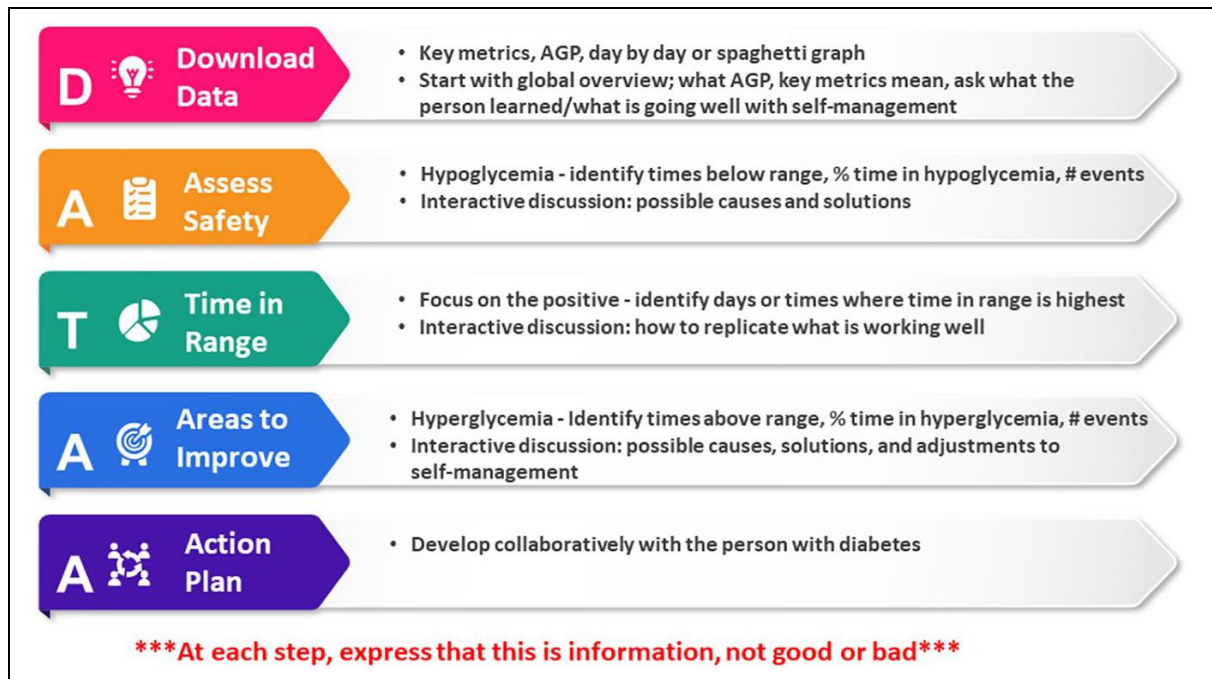 D
Download
Data
• Key metrics, AGP, day by day or spaghetti graph
• Start with global overview; what AGP, key metrics mean, ask what the
person learned/what is going well with self-management
A
Assess
Safety
• Hypoglycemia - identify times below range, % time in hypoglycemia, # events
• Interactive discussion: possible causes and solutions
T
Time in
Range
• Focus on the positive - identify days or times where time in range is highest
• Interactive discussion: how to replicate what is working well
A
Areas to
Improve
• Hyperglycemia - Identify times above range, % time in hyperglycemia, # events
• Interactive discussion: possible causes, solutions, and adjustments to
self-management
A
Action
Plan
• Develop collaboratively with the person with diabetes
***At each step, express that this is information, not good or bad***